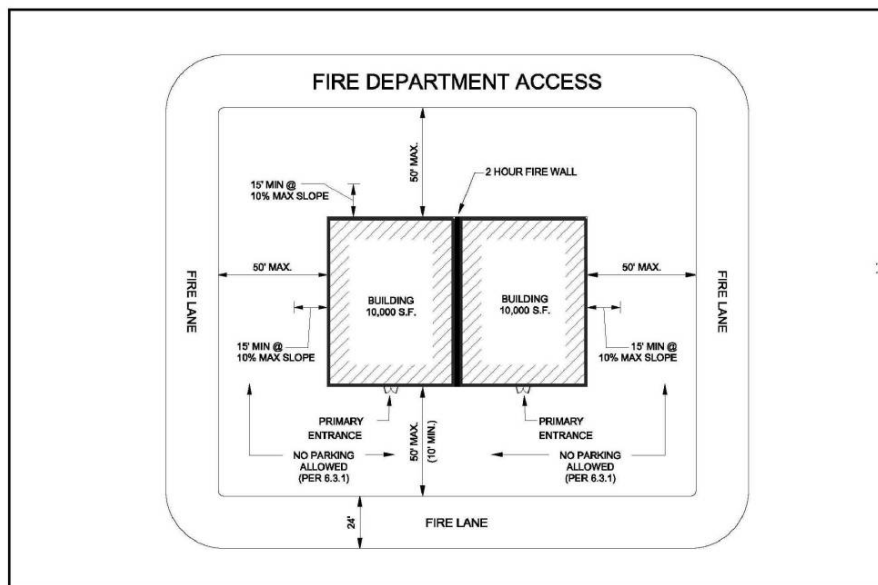 FIRE DEPARTMENT ACCESS
50' MAX.
2 HOUR FIRE WALL
15' MIN @
10% MAX SLOPE
50' MAX.
50' MAX.
FIRE LANE
FIRE LANE
BUILDING
10,000 S.F.
BUILDING
10,000 S.F.
15' MIN @
10% MAX SLOPE
15' MIN @
10% MAX SLOPE
PRIMARY
ENTRANCE
50' MAX.
(10' MIN.)
PRIMARY
ENTRANCE
NO PARKING
ALLOWED
(PER 6.3.1)
NO PARKING
ALLOWED
(PER 6.3.1)
24'
FIRE LANE